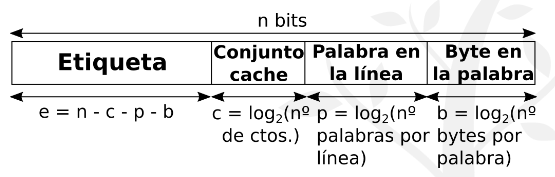 n bits
Etiqueta
Conjunto
cache
Palabra en
la línea
Byte en
la palabra
e = n - c - p - b
c = log₂(nº
de ctos.)
p = log₂(nº
palabras por
línea)
b = log₂(nº
bytes por
palabra)